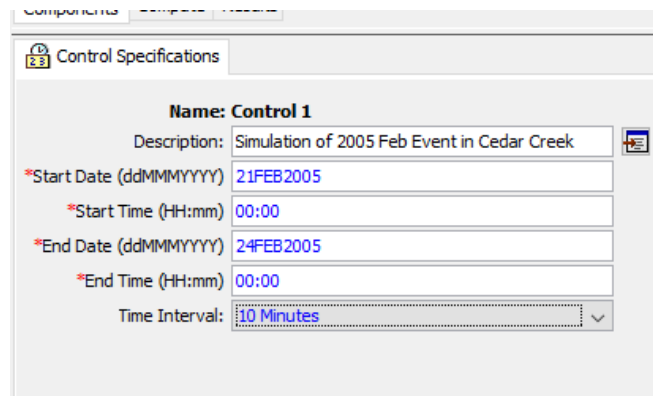 Components Compute Results
Control Specifications
Name: Control 1
Description: Simulation of 2005 Feb Event in Cedar Creek
*Start Date (ddMMMYYYY) 21FEB2005
*Start Time (HH:mm) 00:00
*End Date (ddMMMYYYY) 24FEB2005
*End Time (HH:mm) 00:00
Time Interval: 10 Minutes